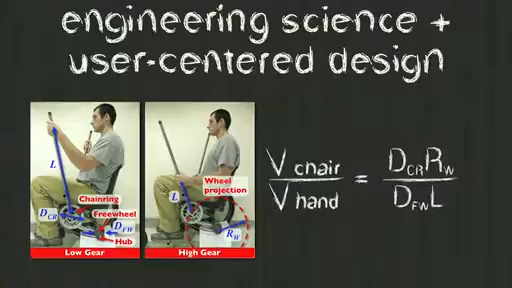 engineering science +
user-centered design
L
Chainring
D_CR
Freewheel
D_FW
Hub
Low Gear
Wheel
projection
L
R_W
High Gear
V chair / V hand = D_CR R_W / D_FW L